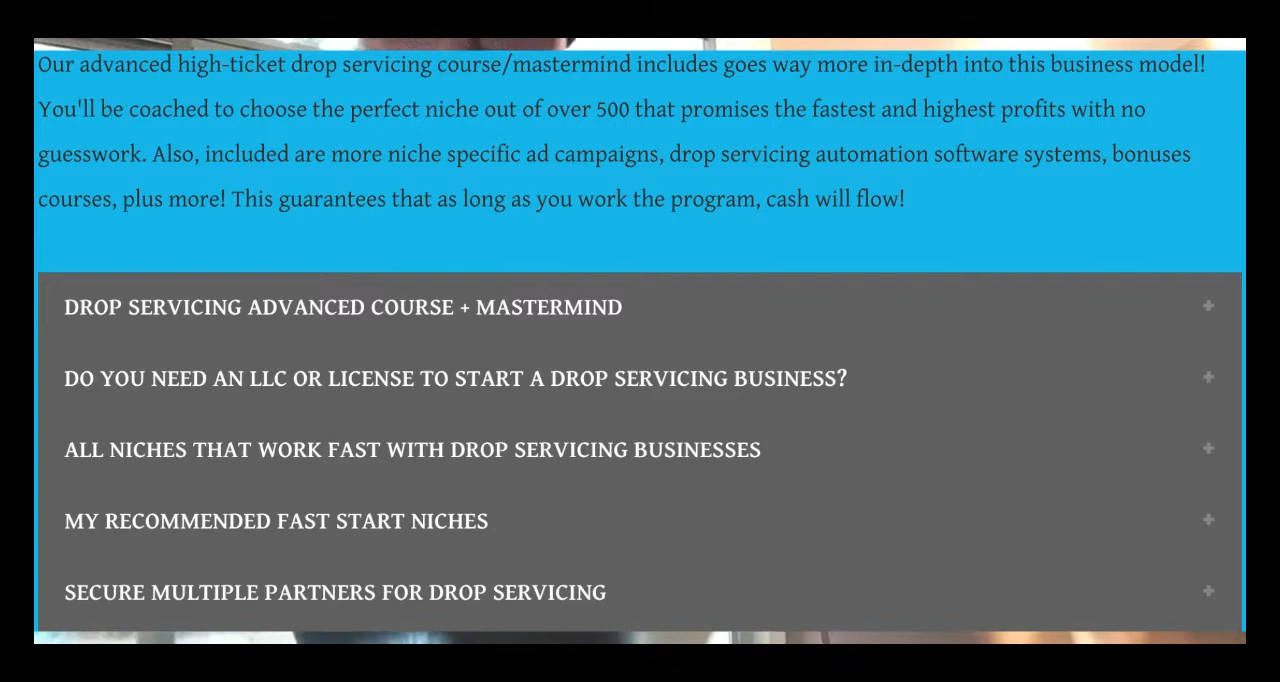 Our advanced high-ticket drop servicing course/mastermind includes goes way more in-depth into this business model!
You'll be coached to choose the perfect niche out of over 500 that promises the fastest and highest profits with no
guesswork. Also, included are more niche specific ad campaigns, drop servicing automation software systems, bonuses
courses, plus more! This guarantees that as long as you work the program, cash will flow!
DROP SERVICING ADVANCED COURSE + MASTERMIND
DO YOU NEED AN LLC OR LICENSE TO START A DROP SERVICING BUSINESS?
ALL NICHES THAT WORK FAST WITH DROP SERVICING BUSINESSES
MY RECOMMENDED FAST START NICHES
SECURE MULTIPLE PARTNERS FOR DROP SERVICING